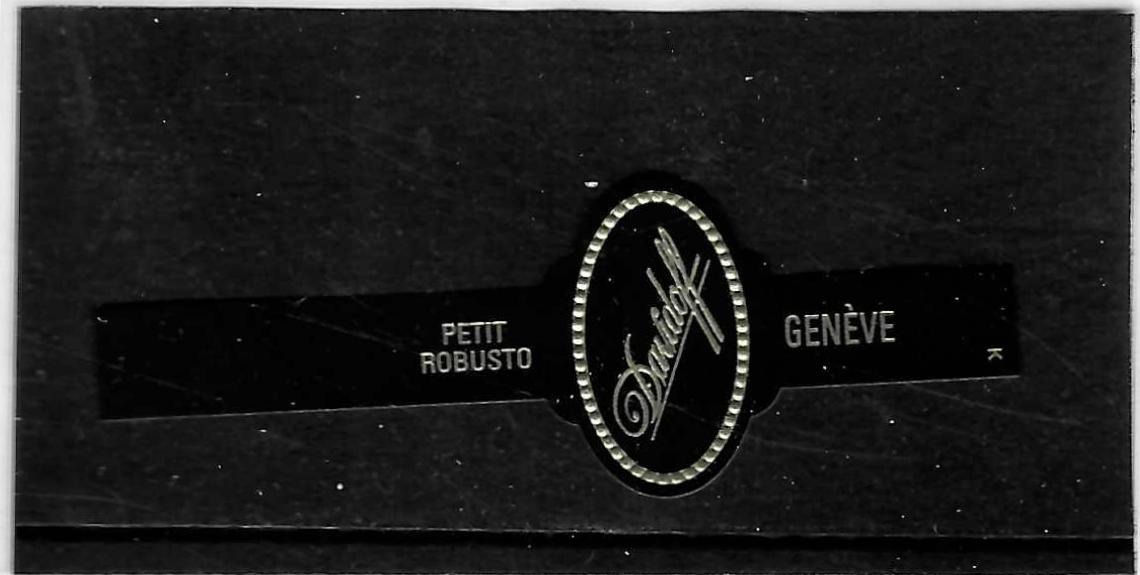 PETIT
ROBUSTO
Davidoff
GENÈVE
K